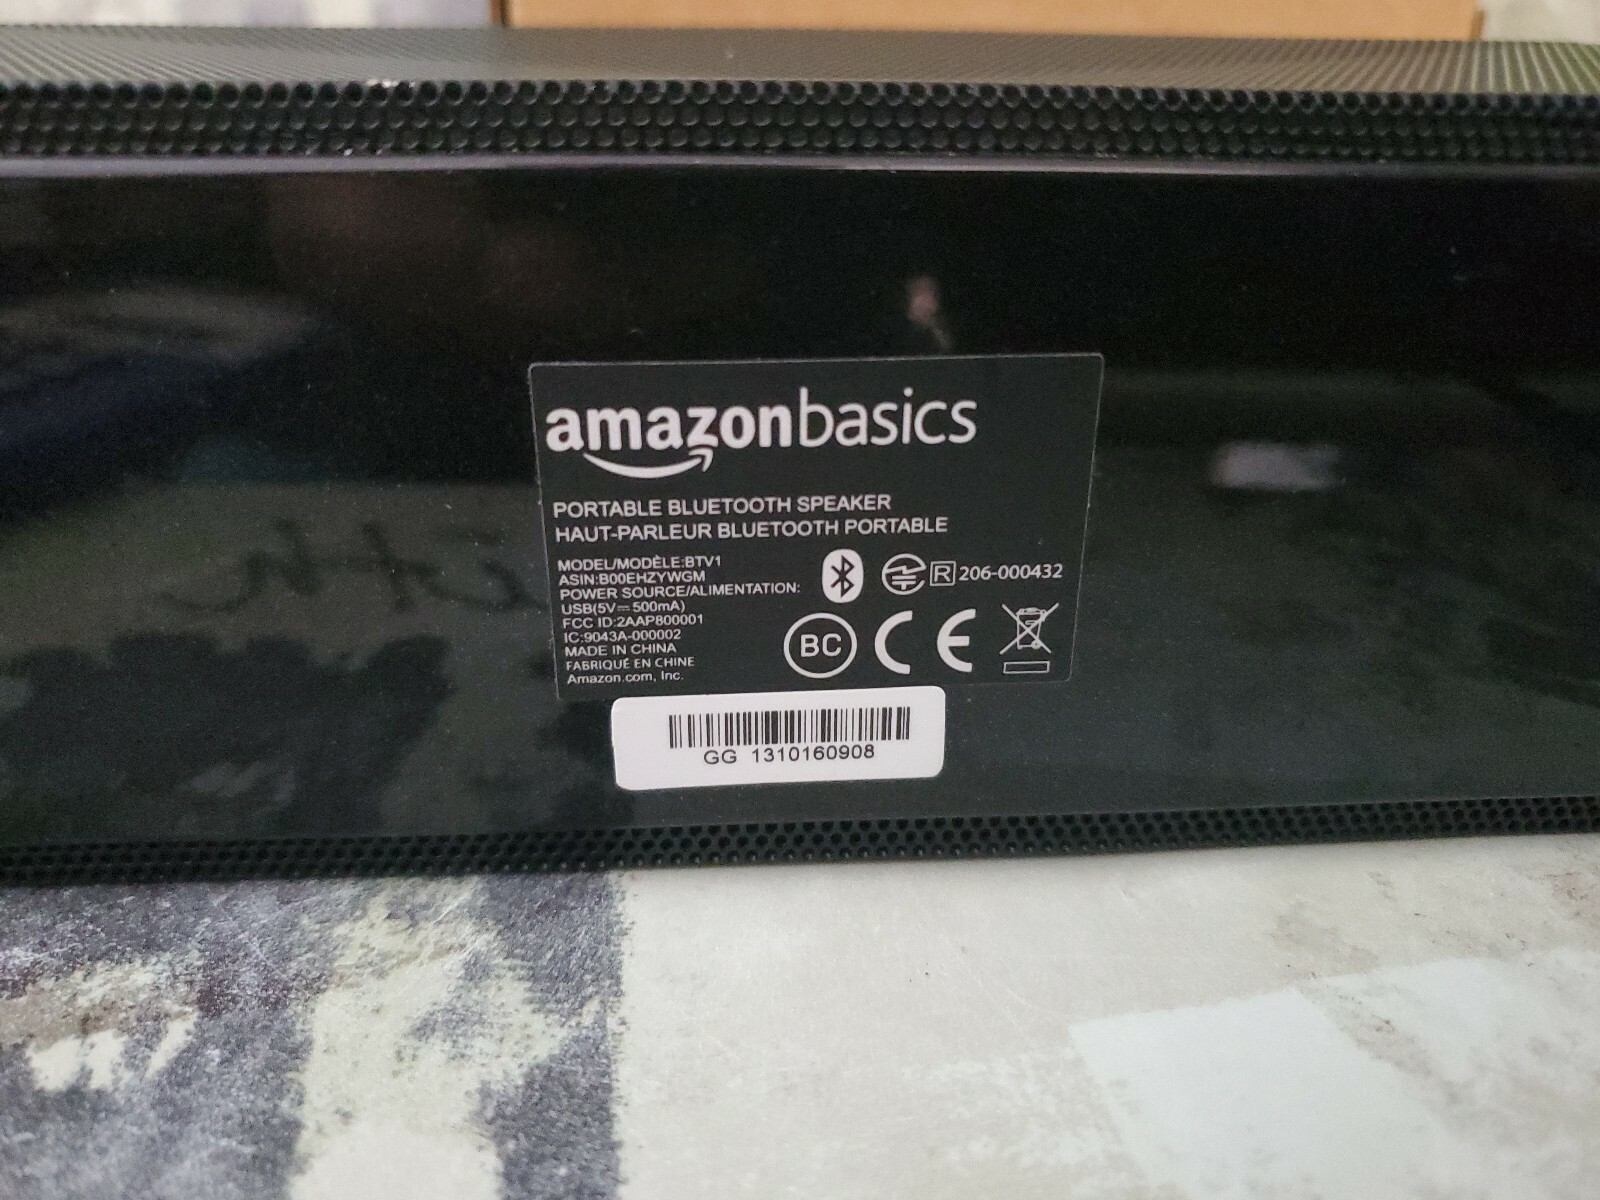 amazonbasics
PORTABLE BLUETOOTH SPEAKER
HAUT-PARLEUR BLUETOOTH PORTABLE
MODEL/MODÈLE:BTV1
ASIN:B00EHZYWGM
POWER SOURCE/ALIMENTATION:
USB(5V⎓500mA)
FCC ID:2AAP800001
IC:9043A-000002
MADE IN CHINA
FABRIQUÉ EN CHINE
Amazon.com, Inc.
R 206-000432
BC CE
GG 1310160908